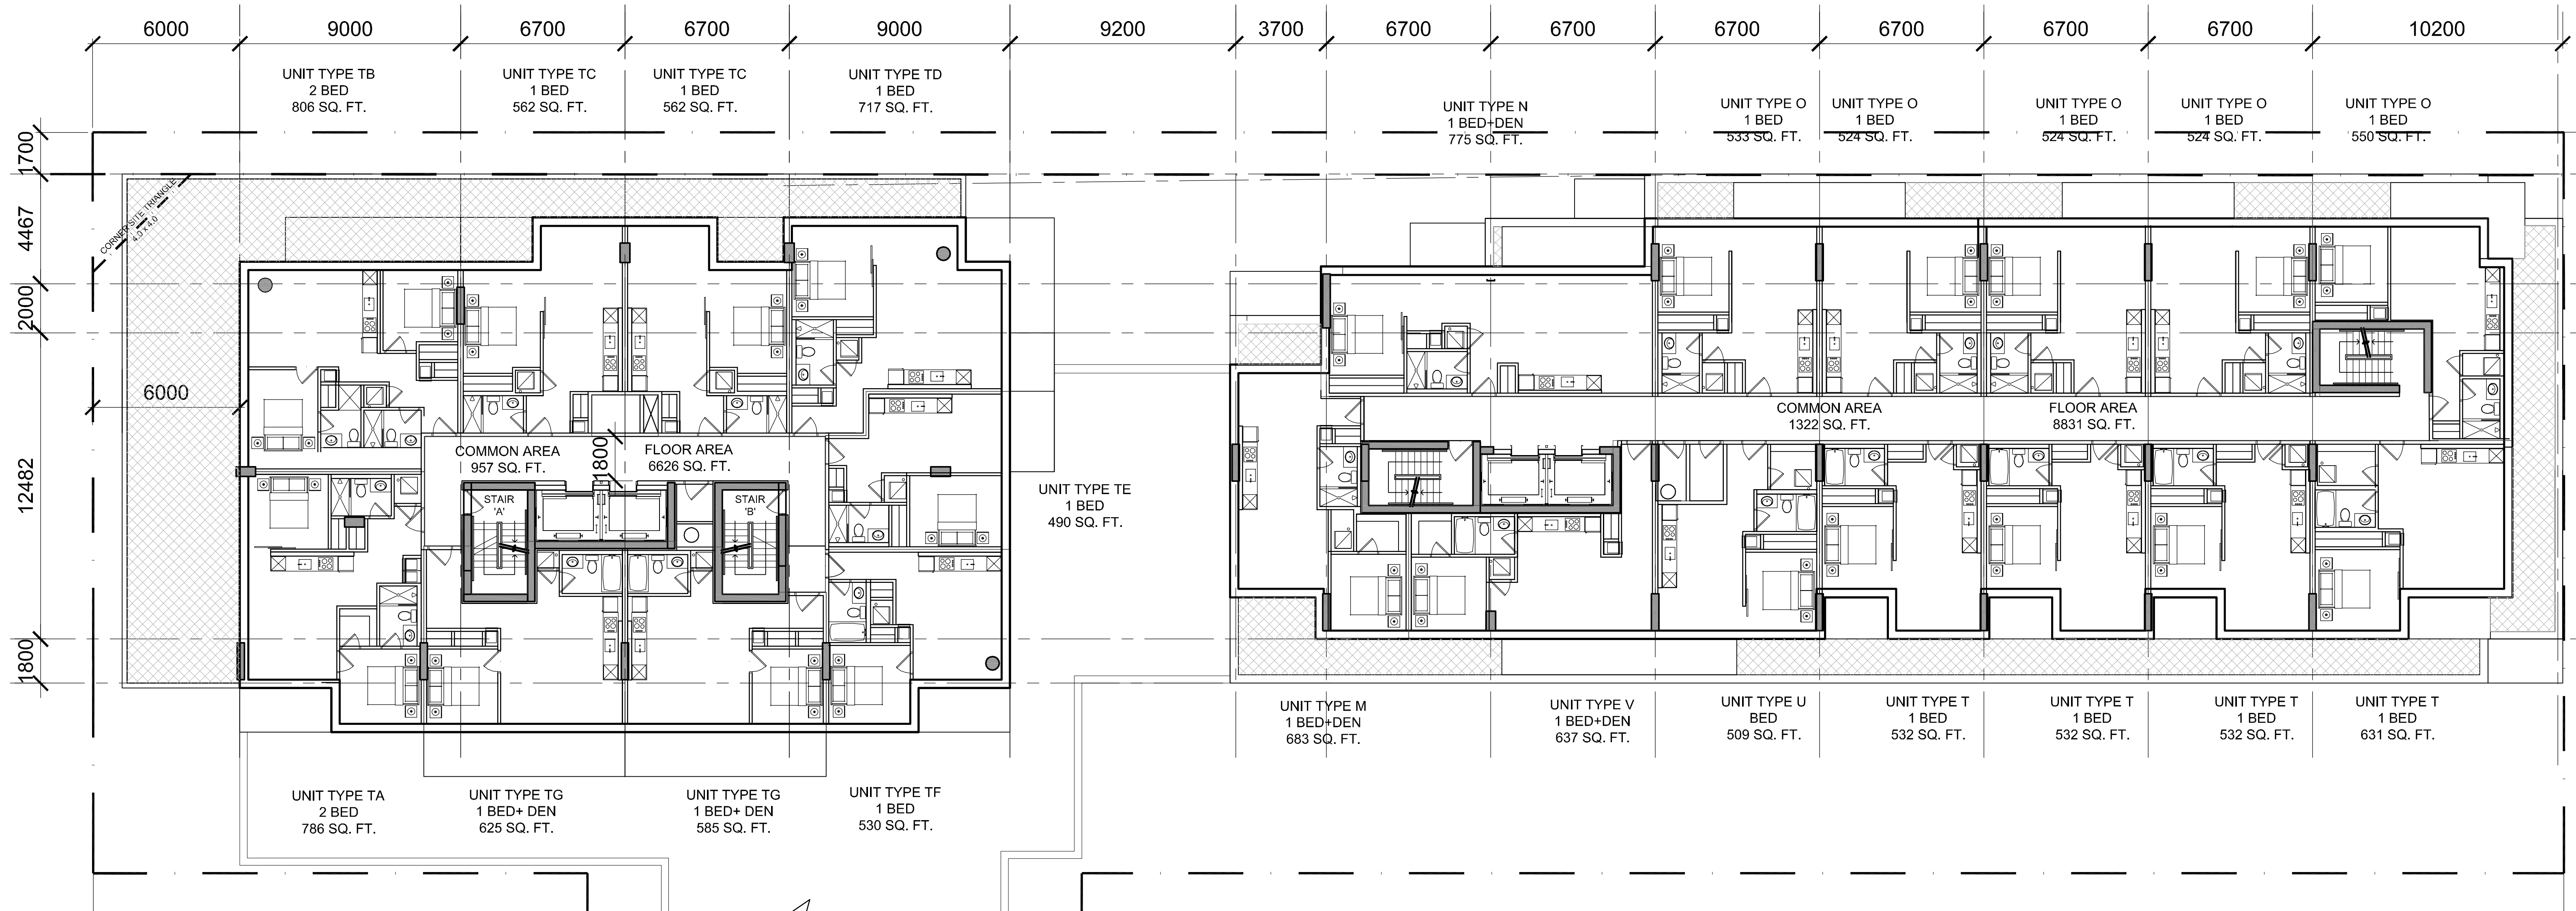 6000
9000
6700
6700
9000
9200
3700
6700
6700
6700
6700
6700
6700
10200
UNIT TYPE TB
2 BED
806 SQ. FT.
UNIT TYPE TC
1 BED
562 SQ. FT.
UNIT TYPE TC
1 BED
562 SQ. FT.
UNIT TYPE TD
1 BED
717 SQ. FT.
UNIT TYPE N
1 BED+DEN
775 SQ. FT.
UNIT TYPE O
1 BED
533 SQ. FT.
UNIT TYPE O
1 BED
524 SQ. FT.
UNIT TYPE O
1 BED
524 SQ. FT.
UNIT TYPE O
1 BED
524 SQ. FT.
UNIT TYPE O
1 BED
550 SQ. FT.
1700
4467
2000
12482
1800
CORNER SITE TRIANGLE
4.0 x 4.0
6000
COMMON AREA
957 SQ. FT.
1800
FLOOR AREA
6626 SQ. FT.
STAIR
'A'
STAIR
'B'
UNIT TYPE TE
1 BED
490 SQ. FT.
COMMON AREA
1322 SQ. FT.
FLOOR AREA
8831 SQ. FT.
UNIT TYPE M
1 BED+DEN
683 SQ. FT.
UNIT TYPE V
1 BED+DEN
637 SQ. FT.
UNIT TYPE U
BED
509 SQ. FT.
UNIT TYPE T
1 BED
532 SQ. FT.
UNIT TYPE T
1 BED
532 SQ. FT.
UNIT TYPE T
1 BED
532 SQ. FT.
UNIT TYPE T
1 BED
631 SQ. FT.
UNIT TYPE TA
2 BED
786 SQ. FT.
UNIT TYPE TG
1 BED+ DEN
625 SQ. FT.
UNIT TYPE TG
1 BED+ DEN
585 SQ. FT.
UNIT TYPE TF
1 BED
530 SQ. FT.